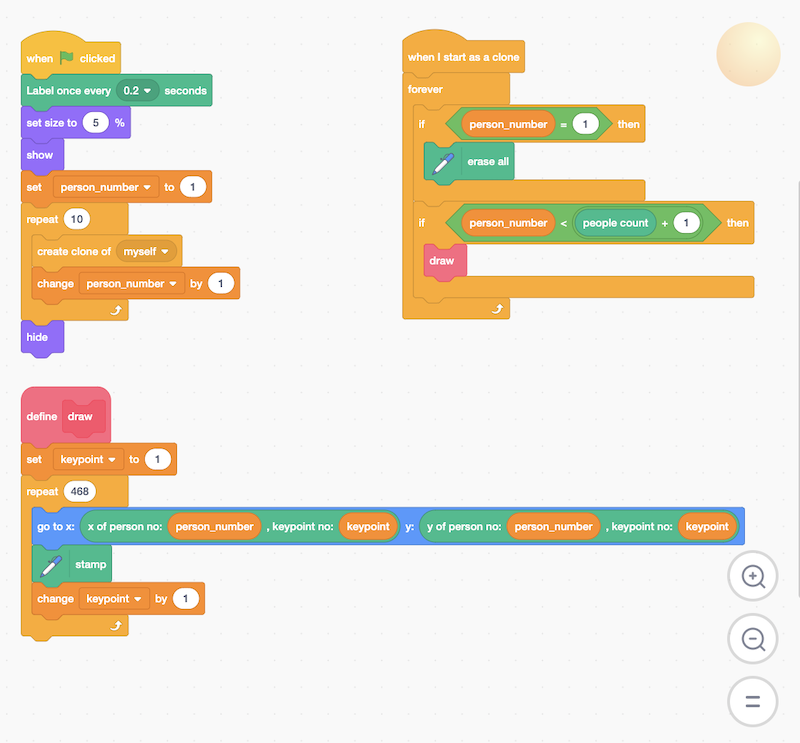 when clicked
Label once every 0.2 seconds
set size to 5 %
show
set person_number to 1
repeat 10
create clone of myself
change person_number by 1
hide
when I start as a clone
forever
if person_number = 1 then
erase all
if person_number < people count + 1 then
draw
define draw
set keypoint to 1
repeat 468
go to x: x of person no: person_number , keypoint no: keypoint y: y of person no: person_number , keypoint no: keypoint
stamp
change keypoint by 1